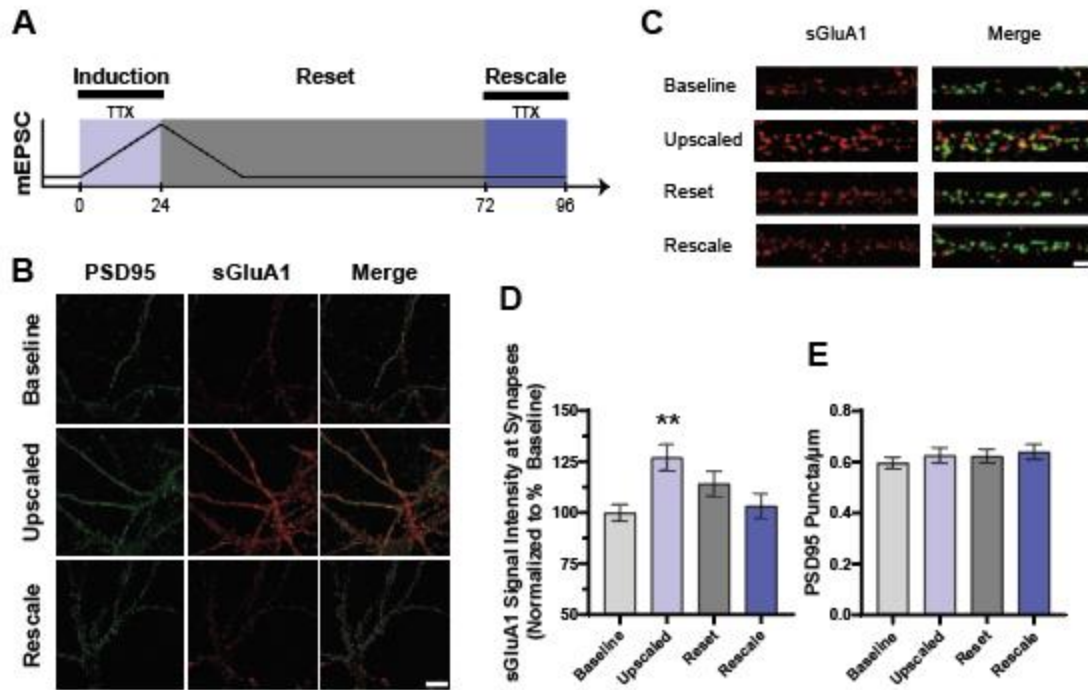 A
Induction
Reset
Rescale
TTX
TTX
mEPSC
0
24
72
96
B
PSD95
sGluA1
Merge
Baseline
Upscaled
Rescale
C
sGluA1
Merge
Baseline
Upscaled
Reset
Rescale
D
sGluA1 Signal Intensity at Synapses
(Normalized to % Baseline)
150
125
100
75
50
**
Baseline
Upscaled
Reset
Rescale
E
PSD95 Puncta/µm
0.8
0.6
0.4
0.2
0.0
Baseline
Upscaled
Reset
Rescale